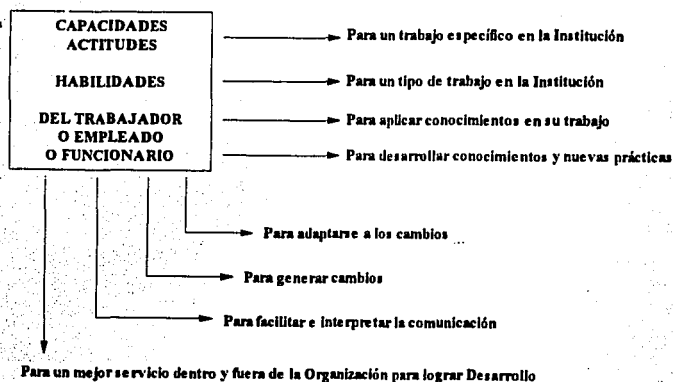 CAPACIDADES
ACTITUDES
HABILIDADES
DEL TRABAJADOR
O EMPLEADO
O FUNCIONARIO
Para un trabajo específico en la Institución
Para un tipo de trabajo en la Institución
Para aplicar conocimientos en su trabajo
Para desarrollar conocimientos y nuevas prácticas
Para adaptarse a los cambios
Para generar cambios
Para facilitar e interpretar la comunicación
Para un mejor servicio dentro y fuera de la Organización para lograr Desarrollo